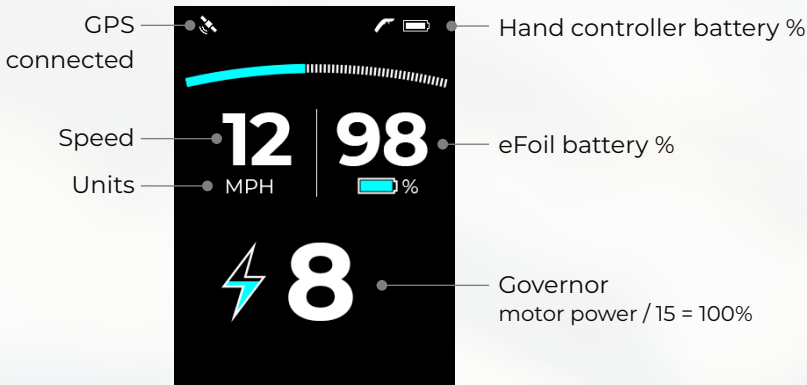 GPS
connected
Hand controller battery %
Speed
12
98
eFoil battery %
Units
MPH
%
8
Governor
motor power / 15 = 100%